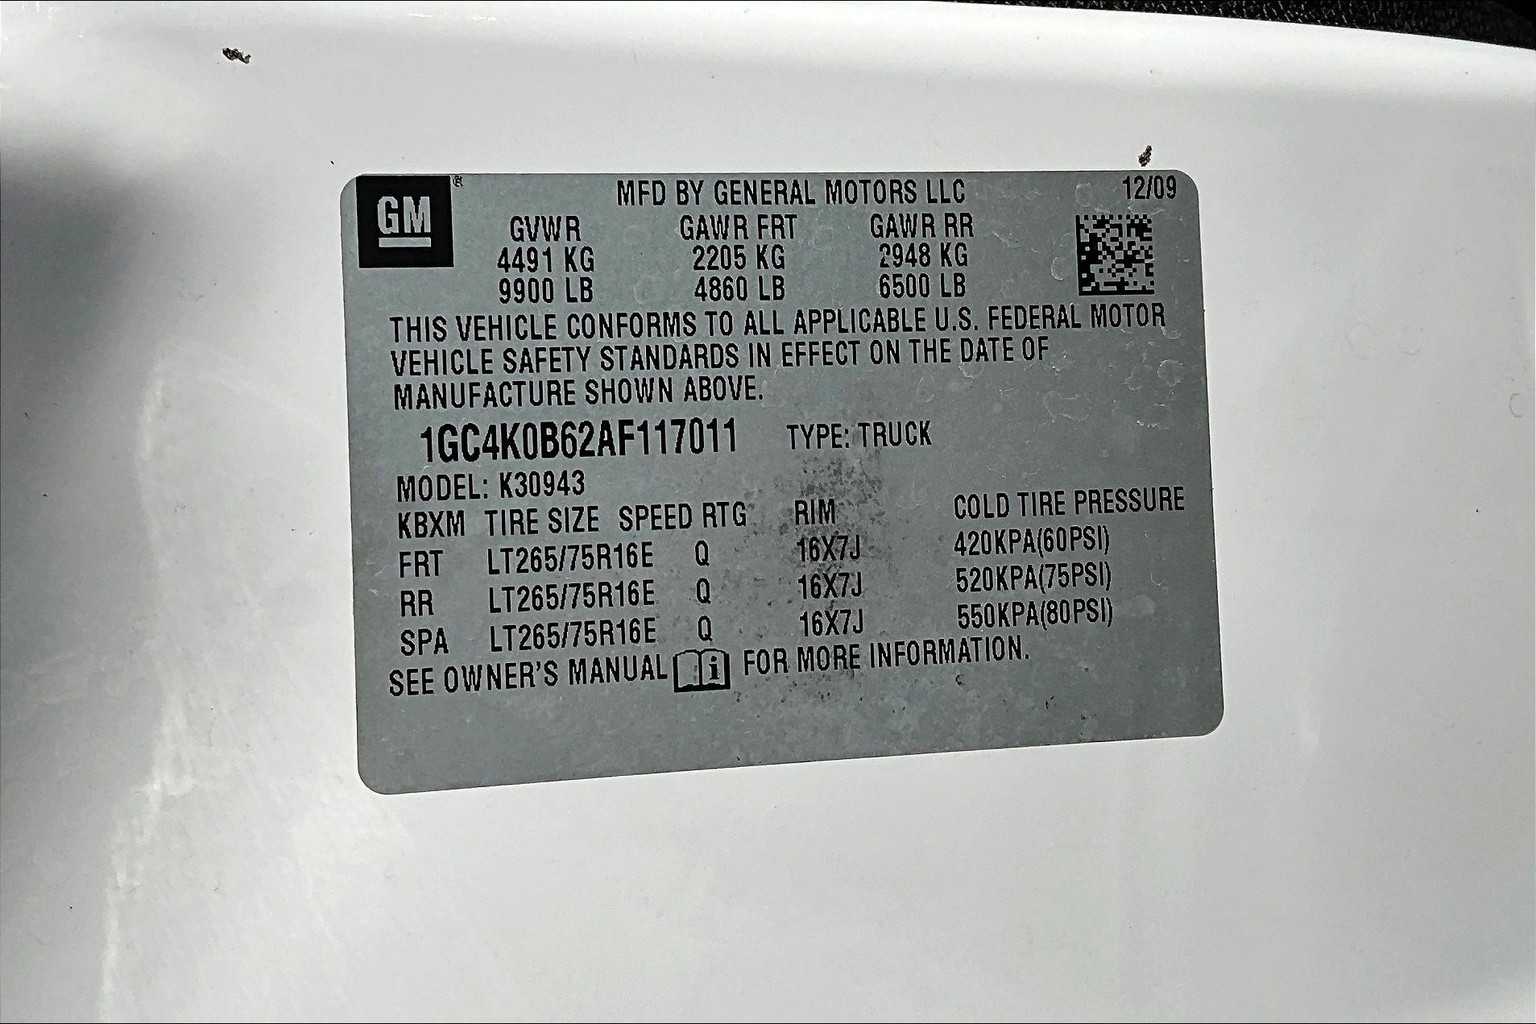 GM ® MFD BY GENERAL MOTORS LLC 12/09
GVWR GAWR FRT GAWR RR
4491 KG 2205 KG 2948 KG
9900 LB 4860 LB 6500 LB
THIS VEHICLE CONFORMS TO ALL APPLICABLE U.S. FEDERAL MOTOR
VEHICLE SAFETY STANDARDS IN EFFECT ON THE DATE OF
MANUFACTURE SHOWN ABOVE.
1GC4K0B62AF117011 TYPE: TRUCK
MODEL: K30943
KBXM TIRE SIZE SPEED RTG RIM COLD TIRE PRESSURE
FRT LT265/75R16E Q 16X7J 420KPA(60PSI)
RR LT265/75R16E Q 16X7J 520KPA(75PSI)
SPA LT265/75R16E Q 16X7J 550KPA(80PSI)
SEE OWNER'S MANUAL i FOR MORE INFORMATION.